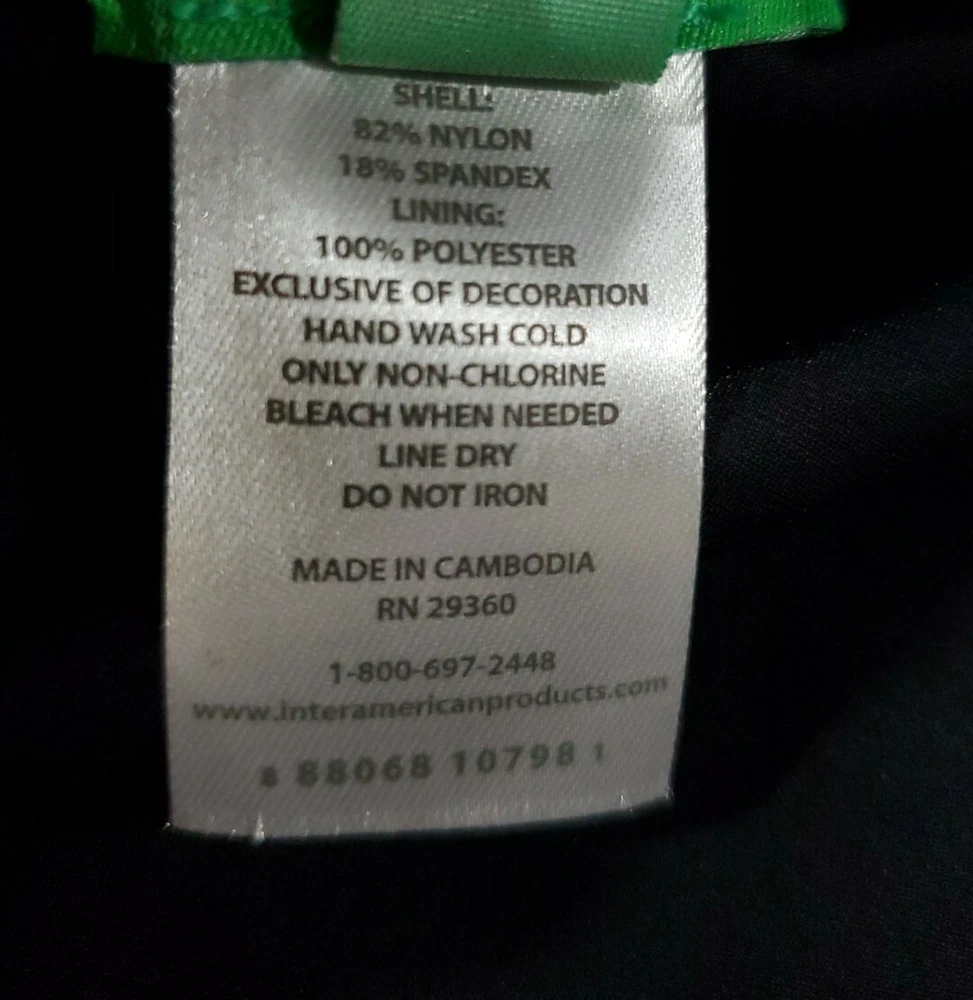 SHELL:
82% NYLON
18% SPANDEX
LINING:
100% POLYESTER
EXCLUSIVE OF DECORATION
HAND WASH COLD
ONLY NON-CHLORINE
BLEACH WHEN NEEDED
LINE DRY
DO NOT IRON
MADE IN CAMBODIA
RN 29360
1-800-697-2448
www.interamericanproducts.com
8 88068 10798 1